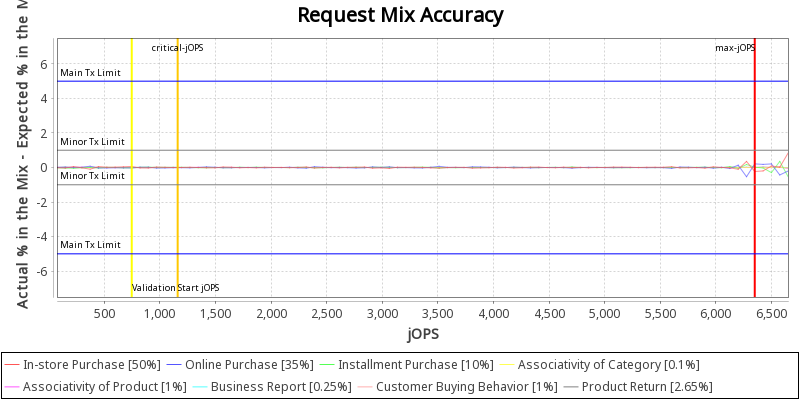 Request Mix Accuracy
Actual % in the Mix - Expected % in the M
critical-jOPS
max-jOPS
6
Main Tx Limit
4
2
Minor Tx Limit
0
Minor Tx Limit
-2
-4
Main Tx Limit
-6
Validation Start jOPS
500 1,000 1,500 2,000 2,500 3,000 3,500 4,000 4,500 5,000 5,500 6,000 6,500
jOPS
In-store Purchase [50%] Online Purchase [35%] Installment Purchase [10%] Associativity of Category [0.1%]
Associativity of Product [1%] Business Report [0.25%] Customer Buying Behavior [1%] Product Return [2.65%]